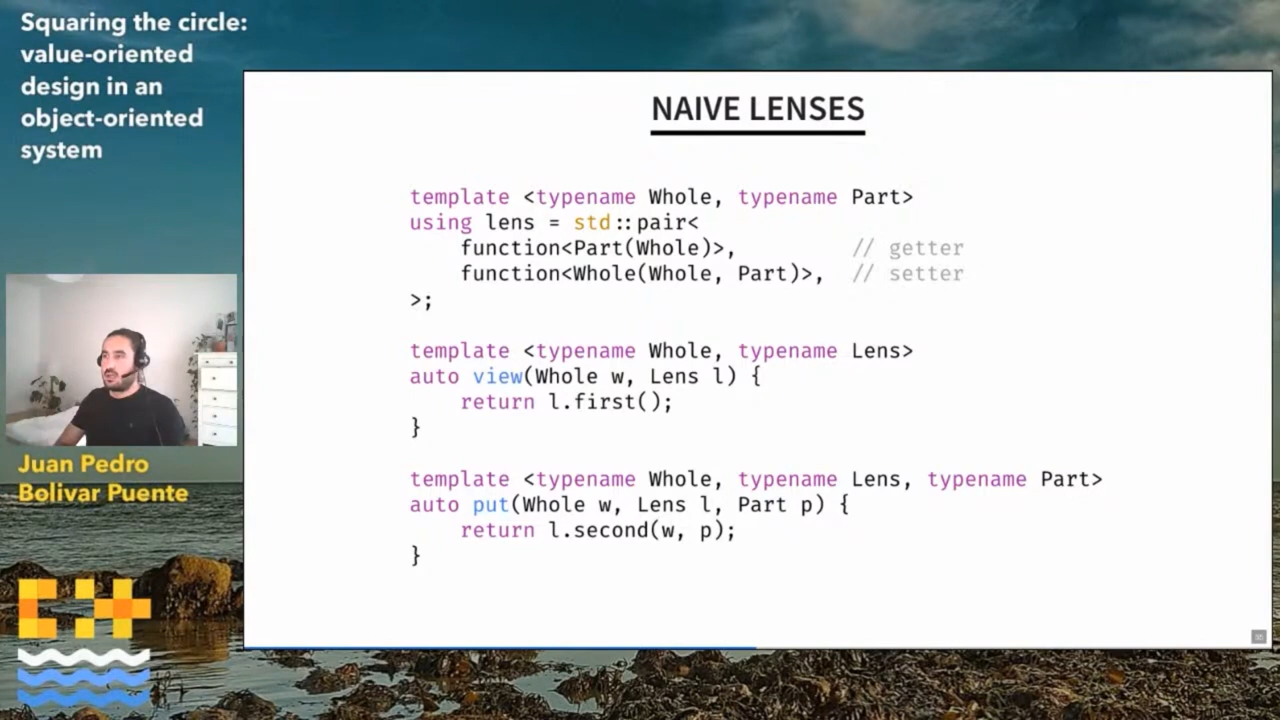 Squaring the circle:
value-oriented
design in an
object-oriented
system
NAIVE LENSES
template <typename Whole, typename Part>
using lens = std::pair<
    function<Part(Whole)>,         // getter
    function<Whole(Whole, Part)>,  // setter
>;
template <typename Whole, typename Lens>
auto view(Whole w, Lens l) {
    return l.first();
}
template <typename Whole, typename Lens, typename Part>
auto put(Whole w, Lens l, Part p) {
    return l.second(w, p);
}
Juan Pedro
Bolivar Puente